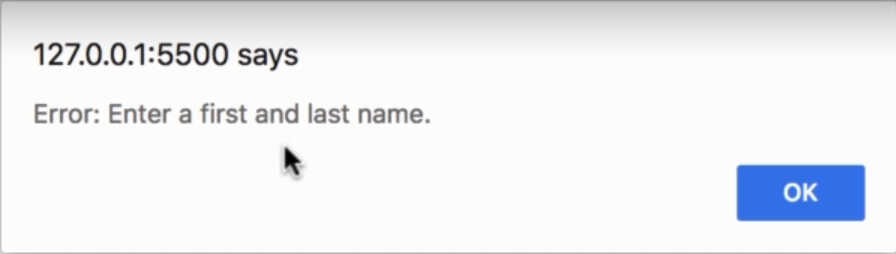 127.0.0.1:5500 says
Error: Enter a first and last name.
OK